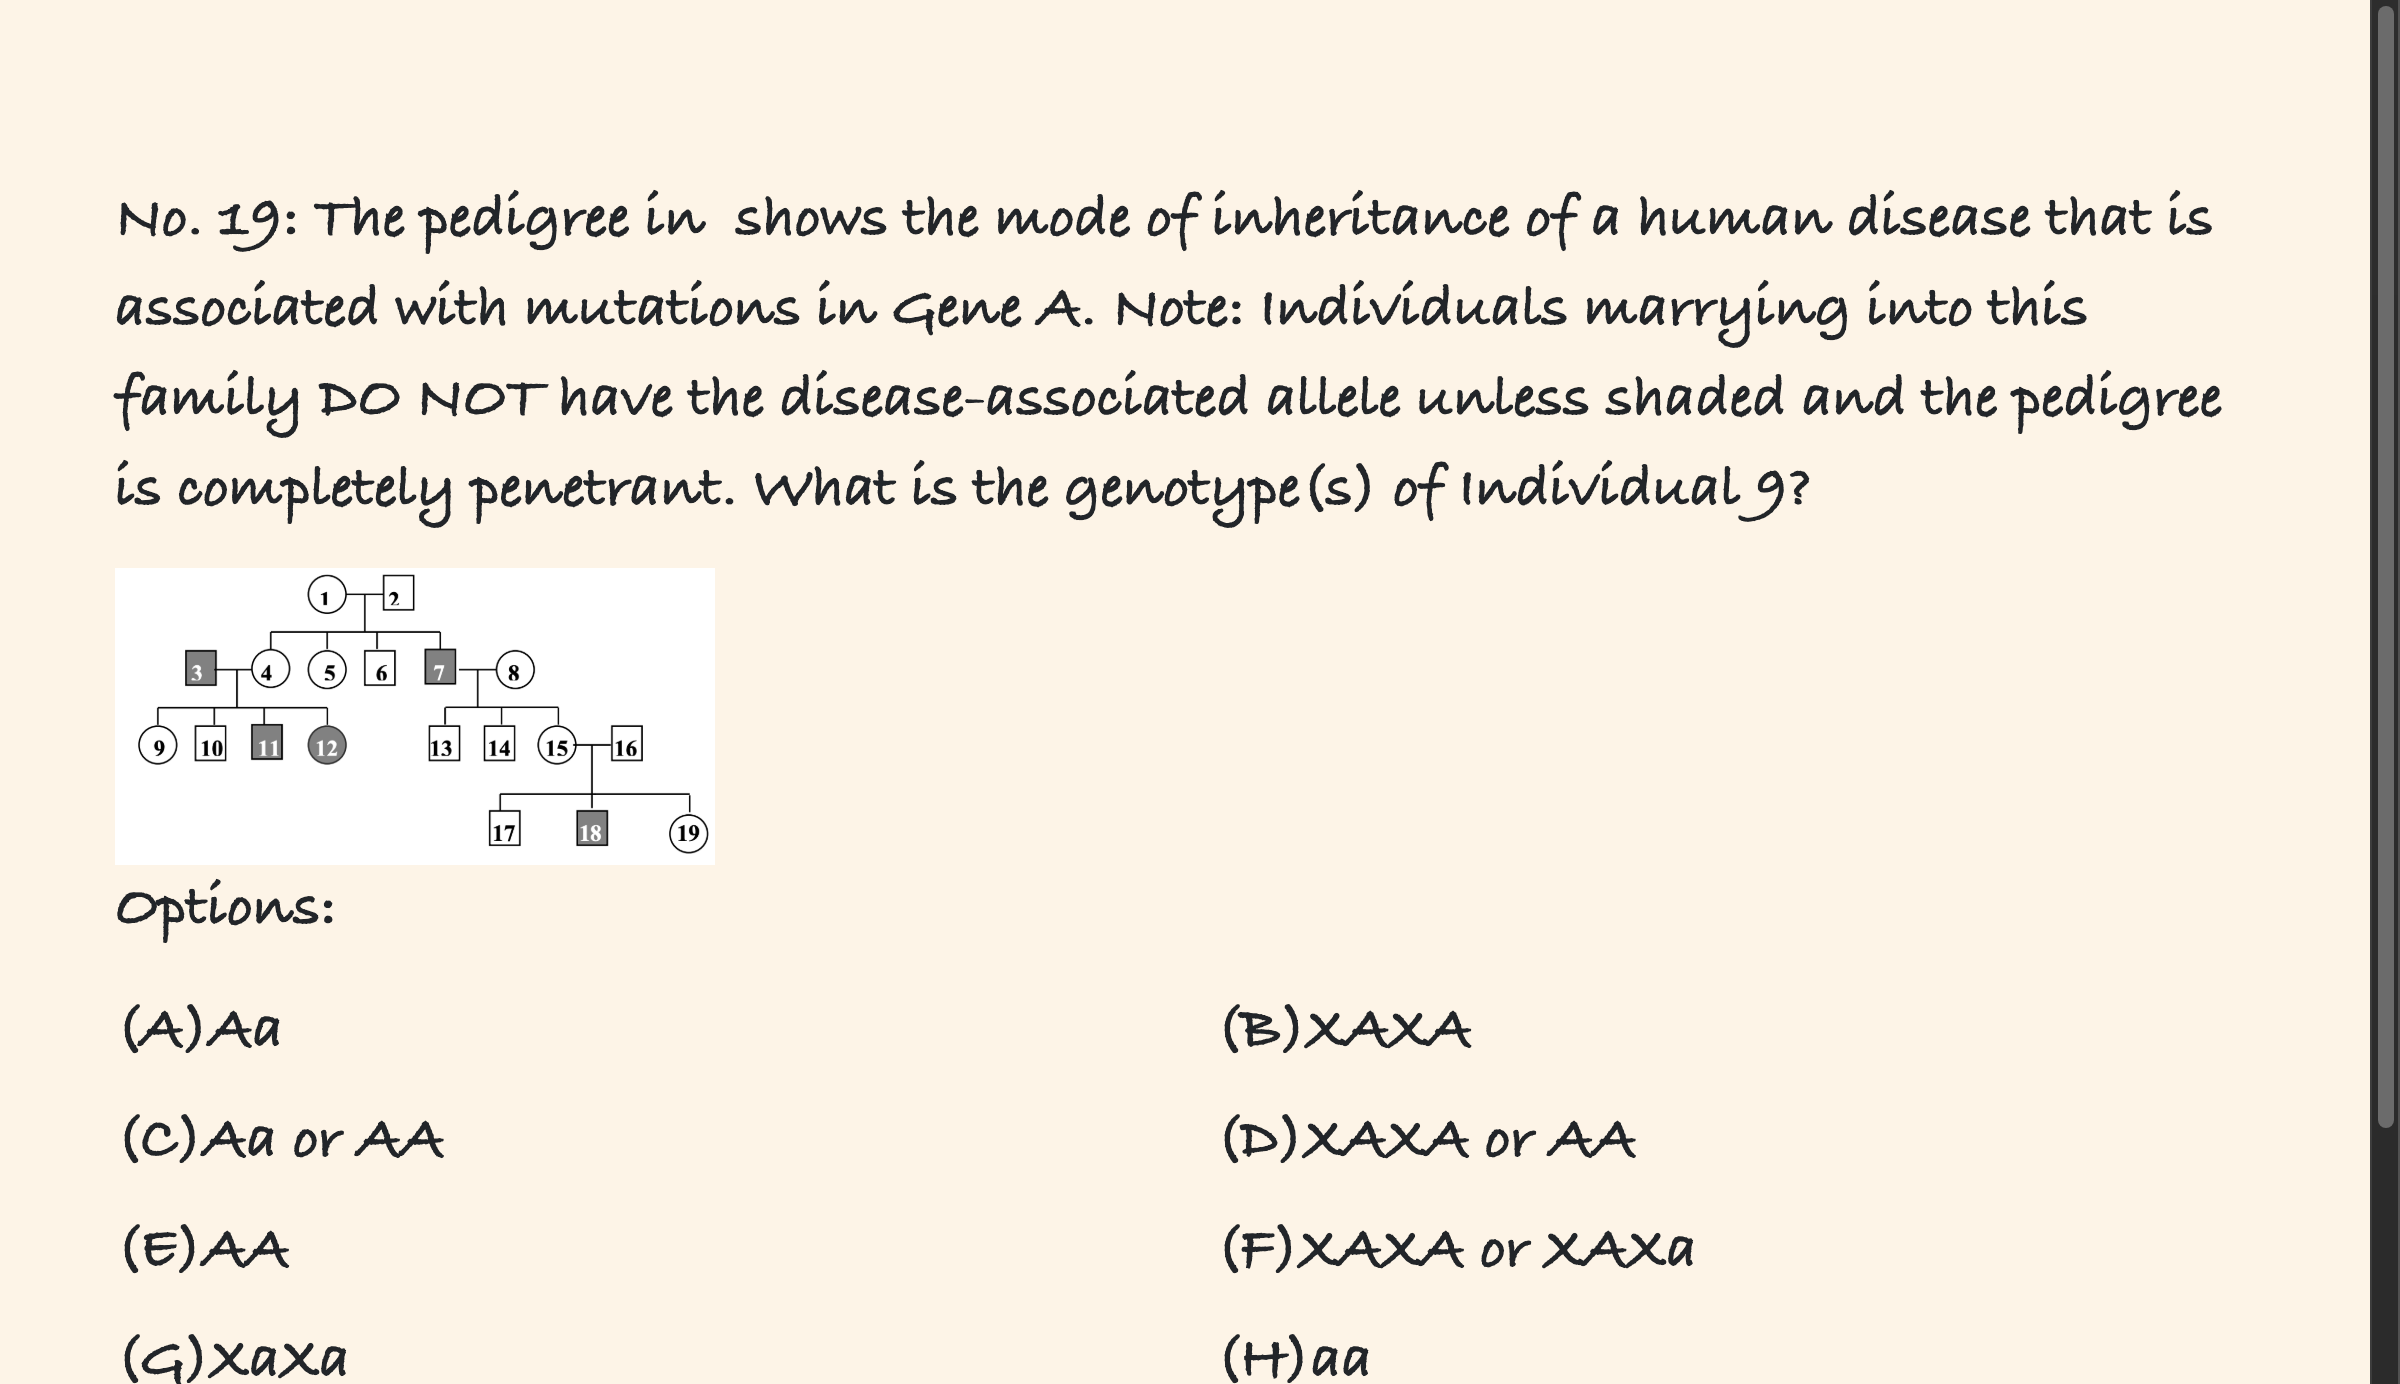 No. 19: The pedigree in shows the mode of inheritance of a human disease that is
associated with mutations in Gene A. Note: Individuals marrying into this
family DO NOT have the disease-associated allele unless shaded and the pedigree
is completely penetrant. What is the genotype(s) of Individual 9?
1 2
3 4 5 6 7 8
9 10 11 12 13 14 15 16
17 18 19
Options:
(A) Aa (B) XAXA
(C) Aa or AA (D) XAXA or AA
(E) AA (F) XAXA or XAXa
(G) XaXa (H) aa